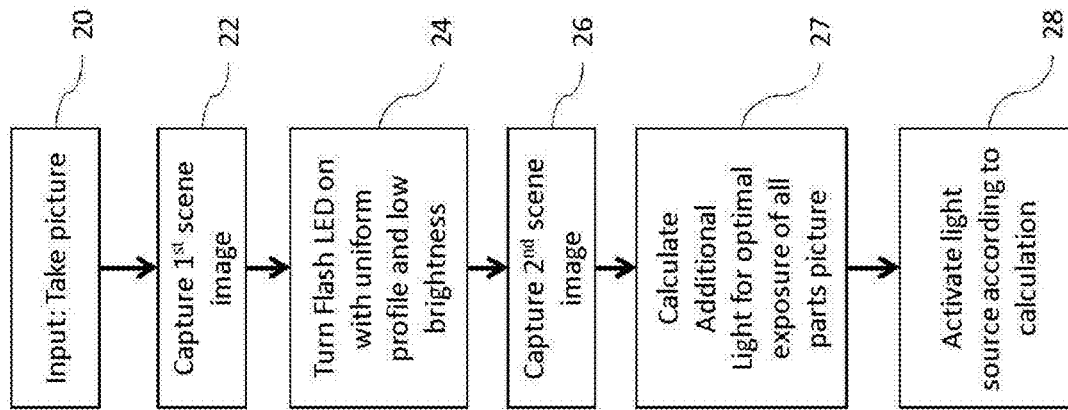 Input: Take picture
20
Capture 1st scene
image
22
Turn Flash LED on
with uniform
profile and low
brightness
24
Capture 2nd scene
image
26
Calculate
Additional
Light for optimal
exposure of all
parts picture
27
Activate light
source according to
calculation
28